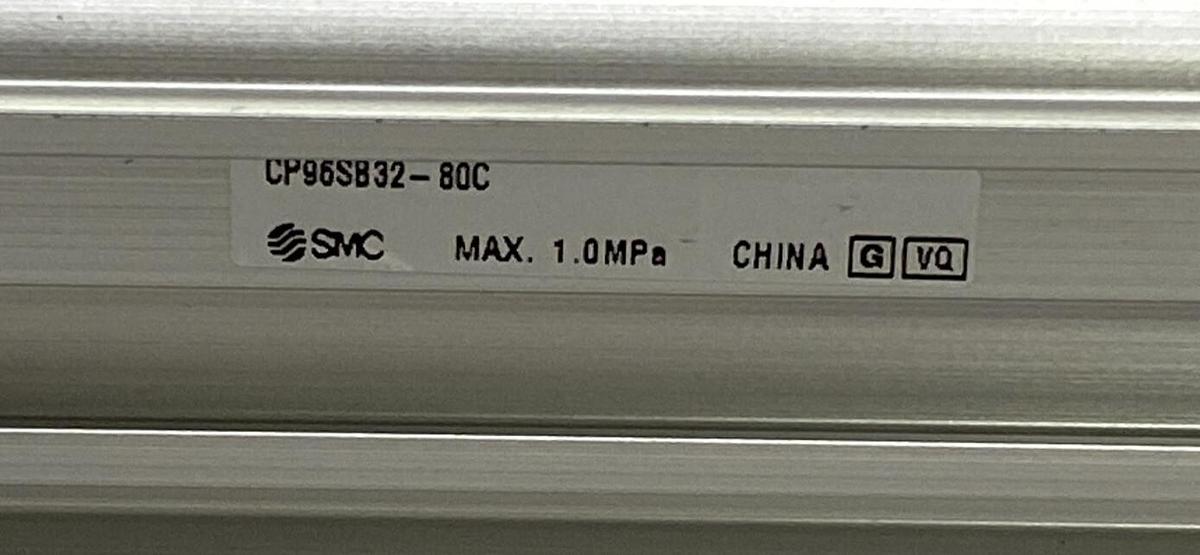 CP96SB32-80C
SMC MAX. 1.0MPa CHINA G VQ